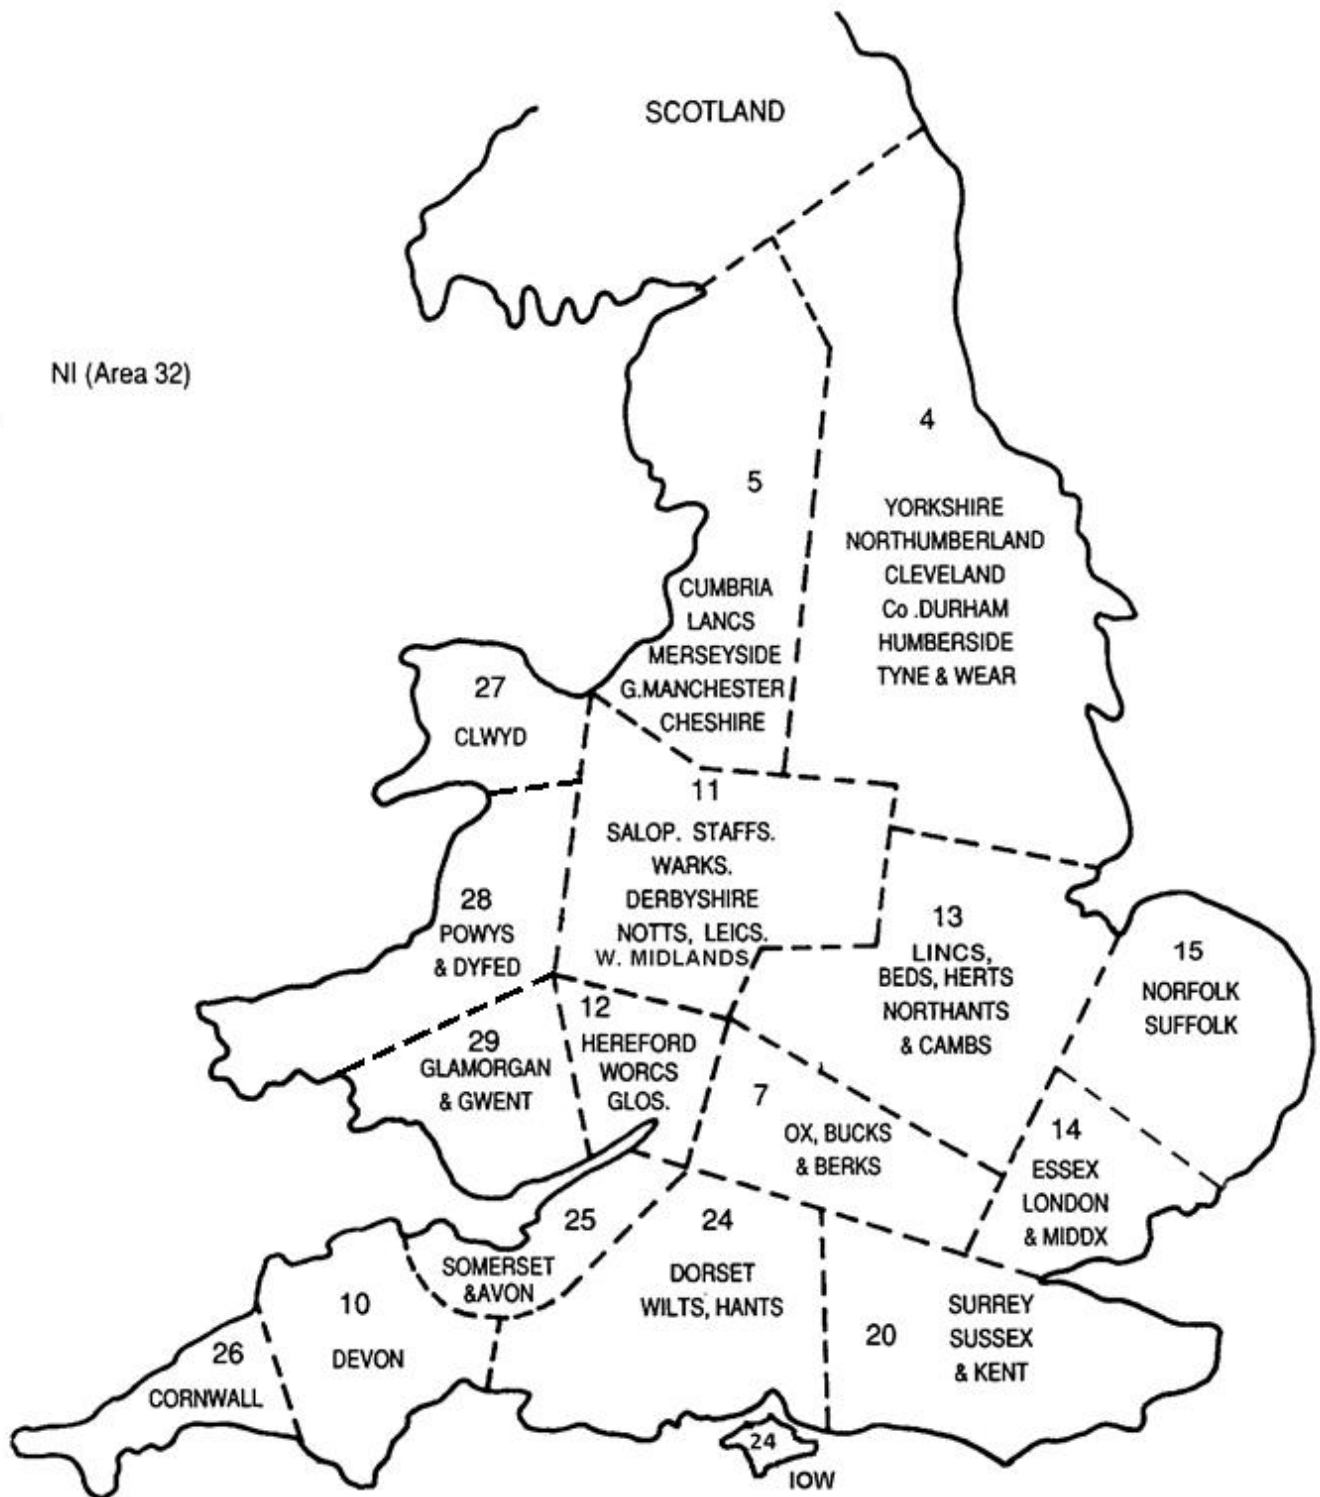 SCOTLAND
NI (Area 32)
4
YORKSHIRE
NORTHUMBERLAND
CLEVELAND
Co .DURHAM
HUMBERSIDE
TYNE & WEAR
5
CUMBRIA
LANCS
MERSEYSIDE
G.MANCHESTER
CHESHIRE
27
CLWYD
11
SALOP. STAFFS.
WARKS.
DERBYSHIRE
NOTTS, LEICS.
W. MIDLANDS
28
POWYS
& DYFED
13
LINCS,
BEDS, HERTS
NORTHANTS
& CAMBS
15
NORFOLK
SUFFOLK
12
HEREFORD
WORCS
GLOS.
29
GLAMORGAN
& GWENT
7
OX, BUCKS
& BERKS
14
ESSEX
LONDON
& MIDDX
25
SOMERSET
&AVON
24
DORSET
WILTS, HANTS
20
SURREY
SUSSEX
& KENT
10
DEVON
26
CORNWALL
24
IOW